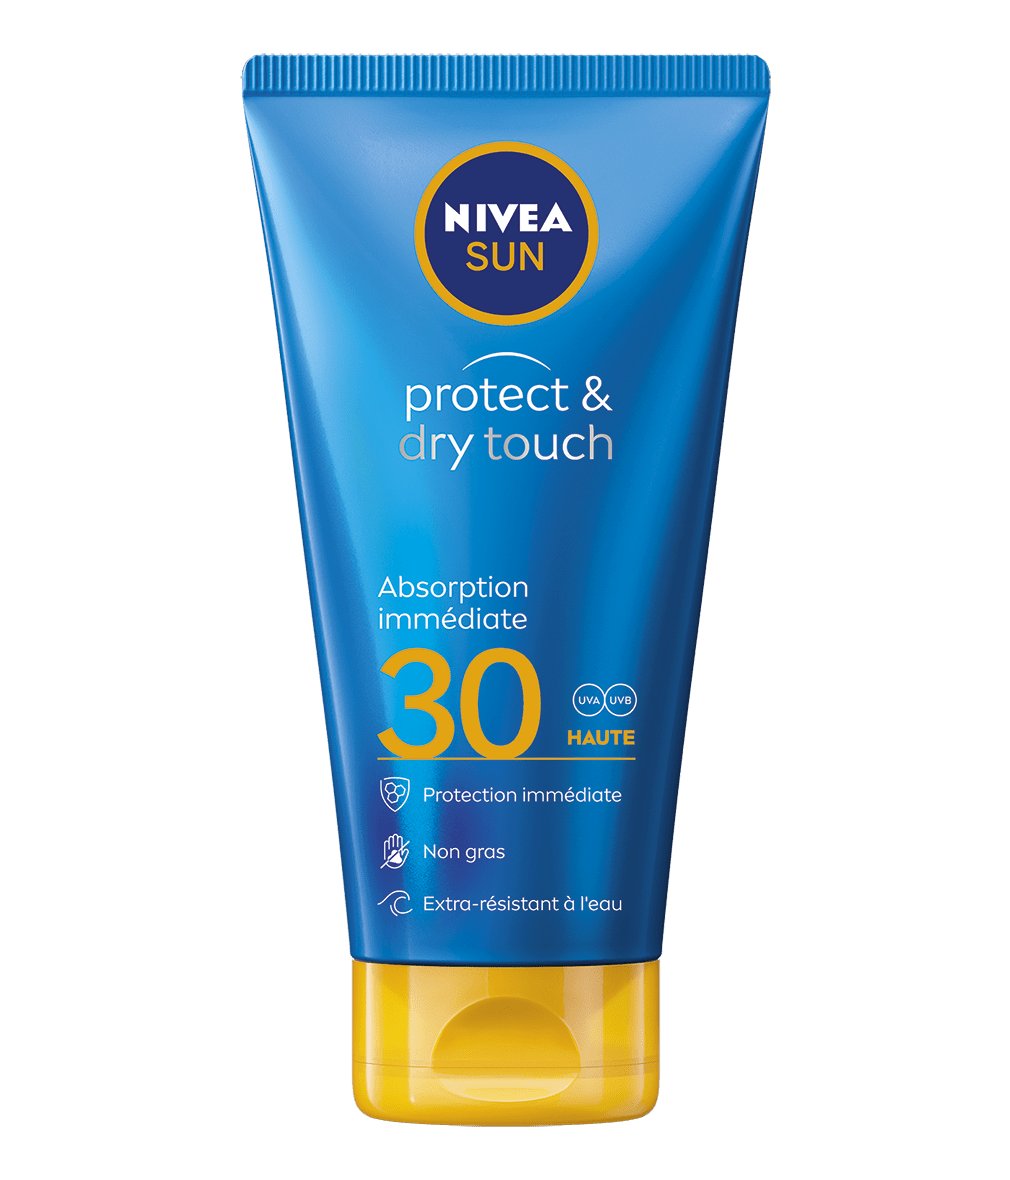 NIVEA
SUN
protect &
dry touch
Absorption
immédiate
30
UVA UVB
HAUTE
Protection immédiate
Non gras
Extra-résistant à l'eau